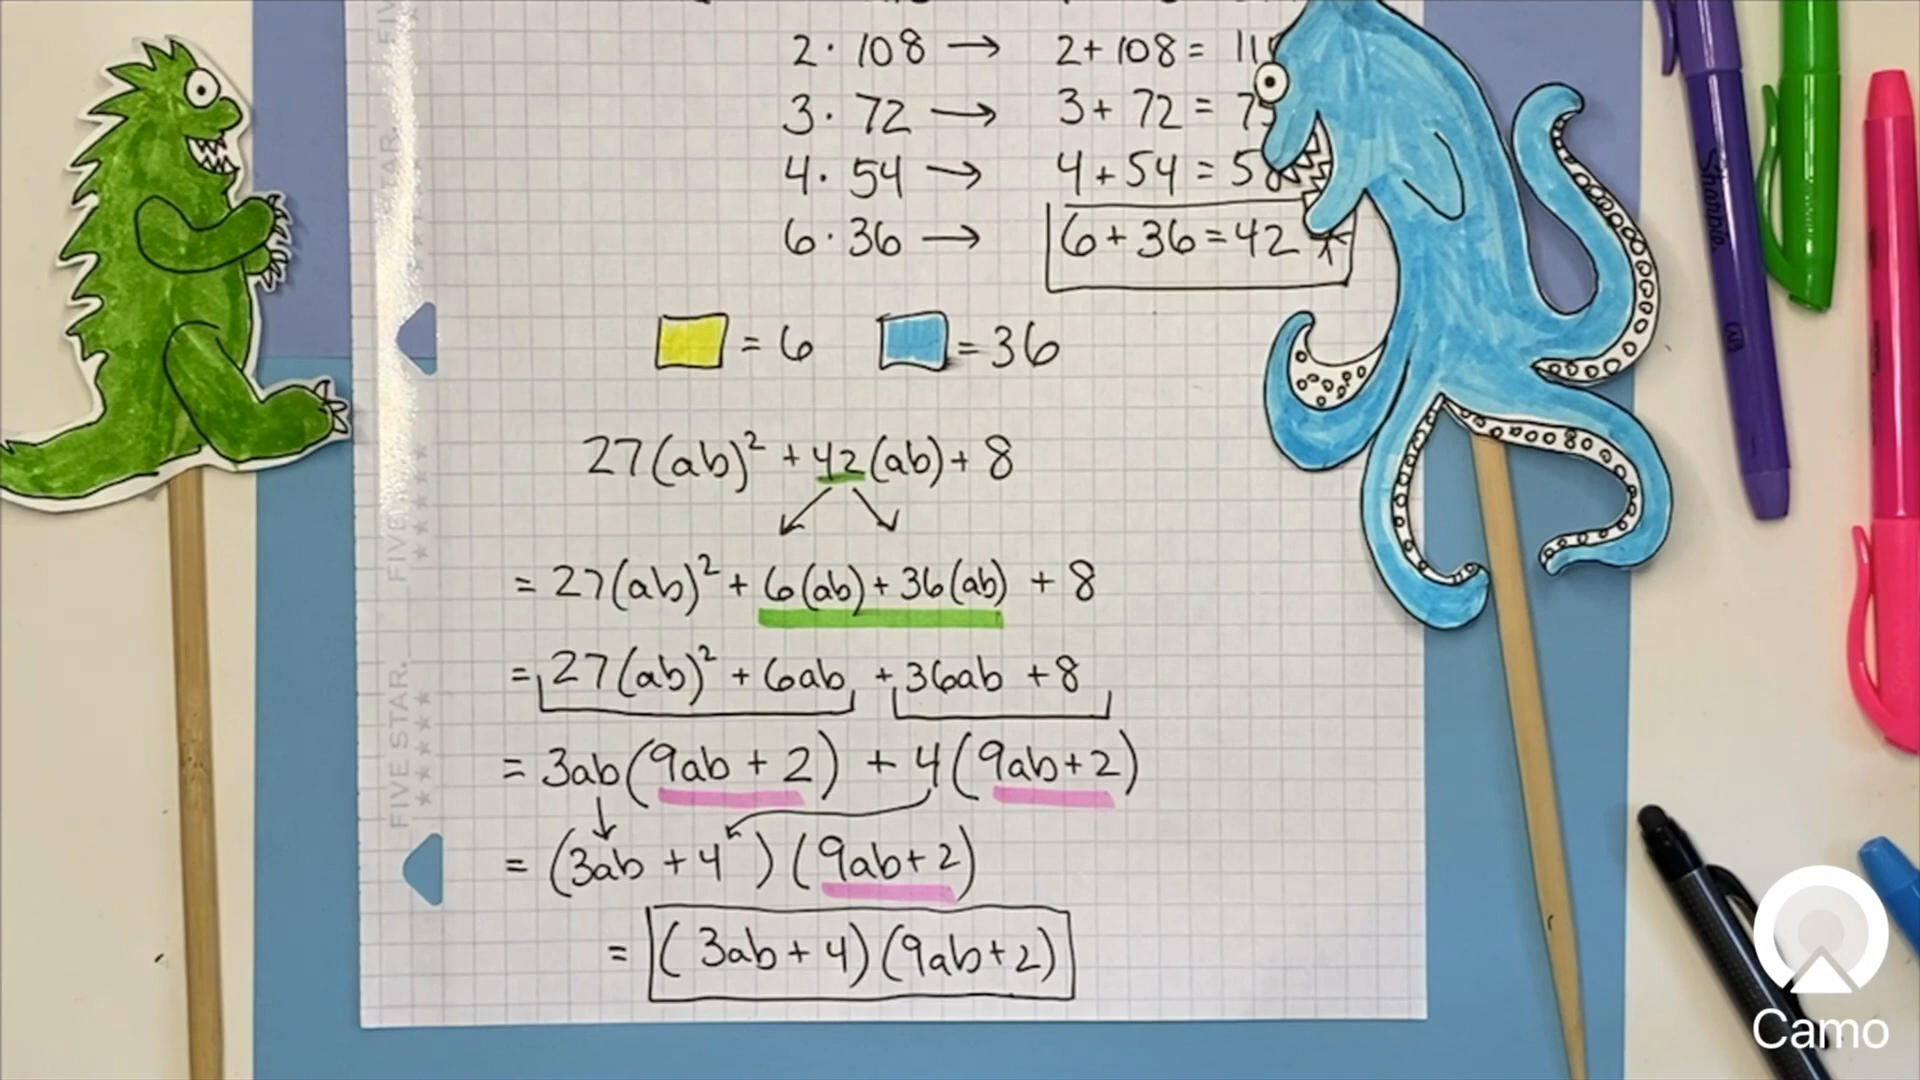 2 · 108 → 2 + 108 = 11
3 · 72 → 3 + 72 = 75
4 · 54 → 4 + 54 = 58
6 · 36 → 6 + 36 = 42 *
= 6 = 36
27(ab)² + 42(ab) + 8
= 27(ab)² + 6(ab) + 36(ab) + 8
= 27(ab)² + 6ab + 36ab + 8
= 3ab(9ab + 2) + 4(9ab+2)
= (3ab + 4)(9ab+2)
= (3ab+4)(9ab+2)
FIVE STAR.
FIVE STAR.
Sharpie
Camo